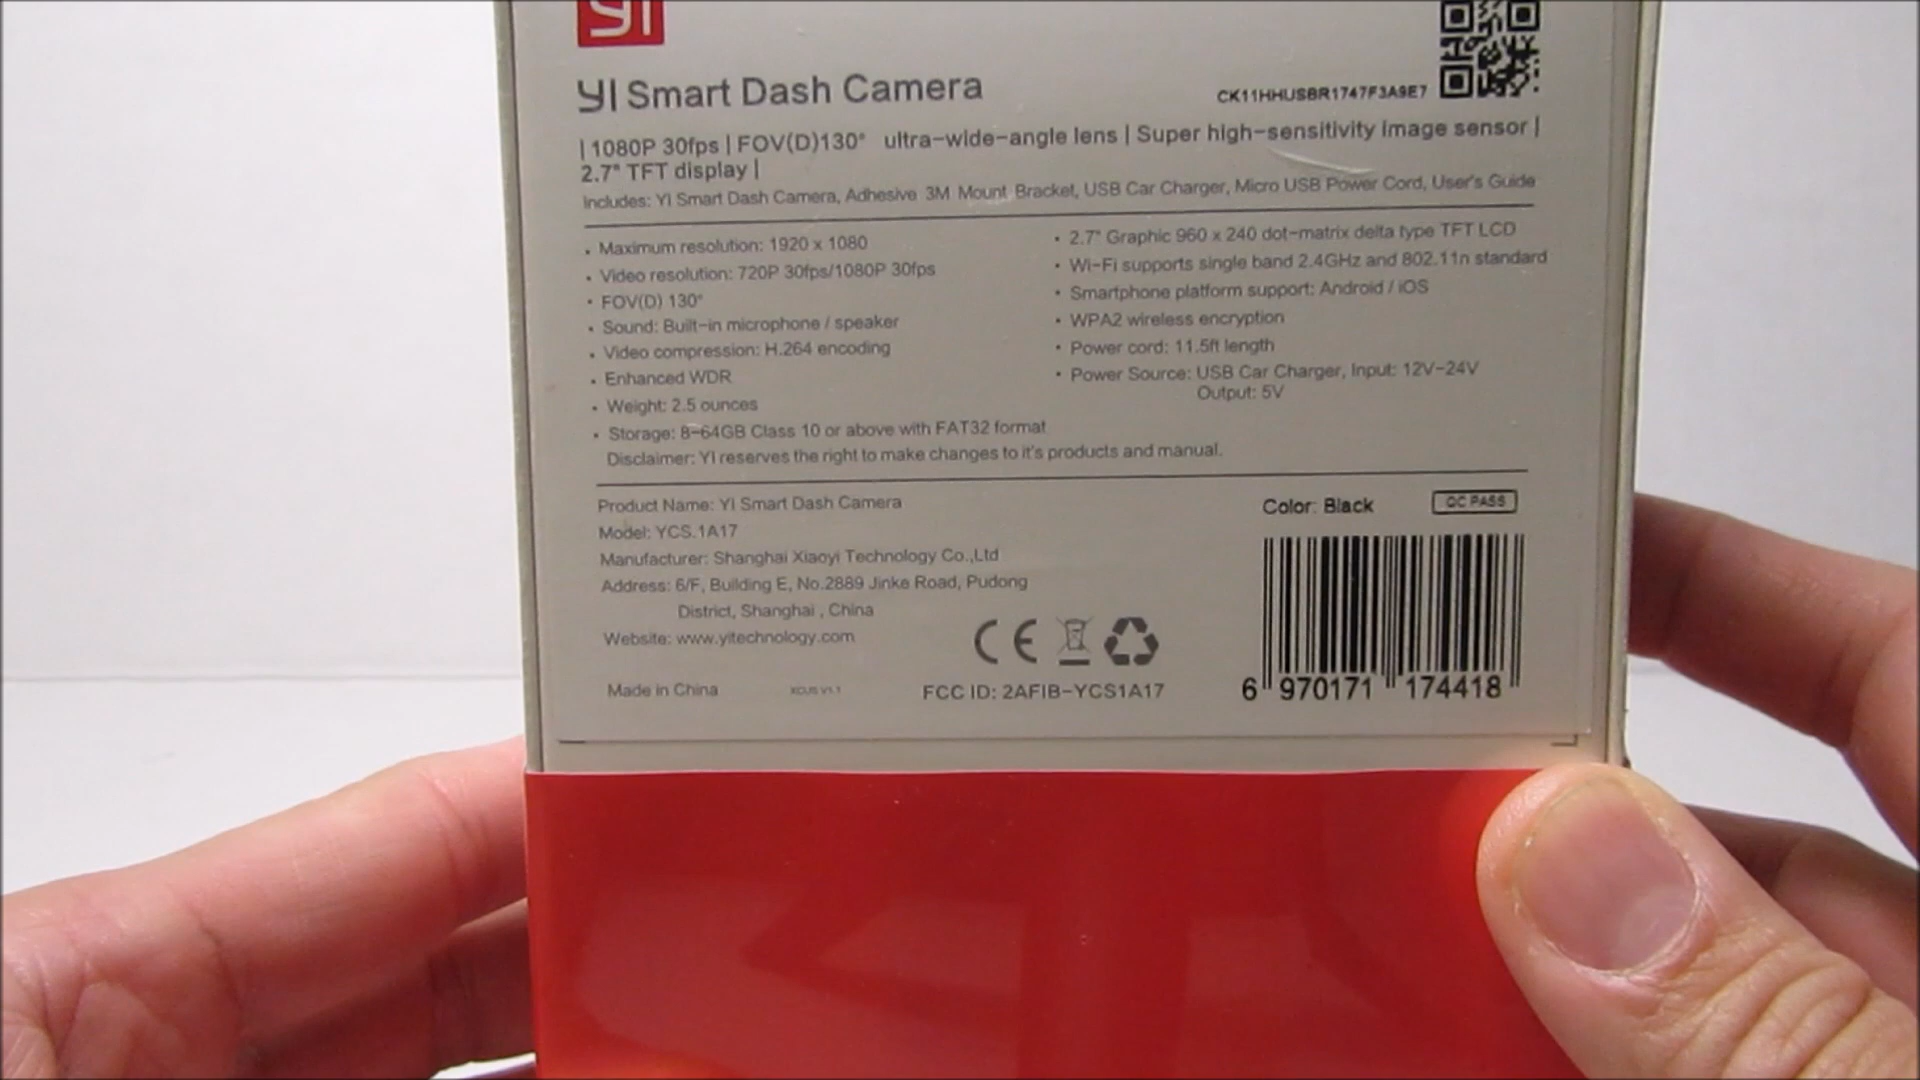 YI
YI Smart Dash Camera
CK11HHUSBR1747F3A9E7
| 1080P 30fps | FOV(D)130° ultra-wide-angle lens | Super high-sensitivity image sensor |
2.7" TFT display |
Includes: YI Smart Dash Camera, Adhesive 3M Mount Bracket, USB Car Charger, Micro USB Power Cord, User's Guide
• Maximum resolution: 1920 x 1080
• Video resolution: 720P 30fps/1080P 30fps
• FOV(D) 130°
• Sound: Built-in microphone / speaker
• Video compression: H.264 encoding
• Enhanced WDR
• Weight: 2.5 ounces
• Storage: 8-64GB Class 10 or above with FAT32 format
Disclaimer: YI reserves the right to make changes to it's products and manual.
• 2.7" Graphic 960 x 240 dot-matrix delta type TFT LCD
• Wi-Fi supports single band 2.4GHz and 802.11n standard
• Smartphone platform support: Android / iOS
• WPA2 wireless encryption
• Power cord: 11.5ft length
• Power Source: USB Car Charger, Input: 12V-24V
Output: 5V
Product Name: YI Smart Dash Camera
Model: YCS.1A17
Manufacturer: Shanghai Xiaoyi Technology Co.,Ltd
Address: 6/F, Building E, No.2889 Jinke Road, Pudong
District, Shanghai , China
Website: www.yitechnology.com
Made in China
CE
FCC ID: 2AFIB-YCS1A17
Color: Black
QC PASS
6 970171 174418